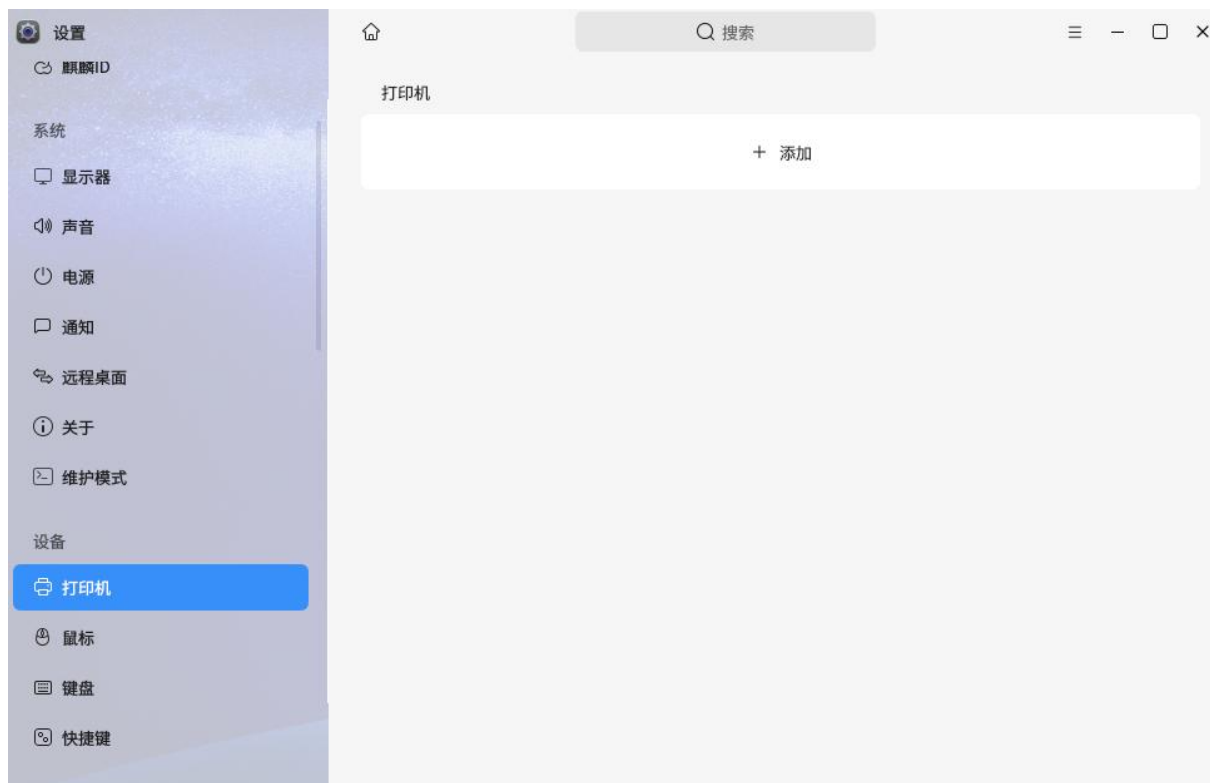 设置
搜索
麒麟ID
系统
显示器
声音
电源
通知
远程桌面
关于
维护模式
设备
打印机
鼠标
键盘
快捷键
打印机
+ 添加